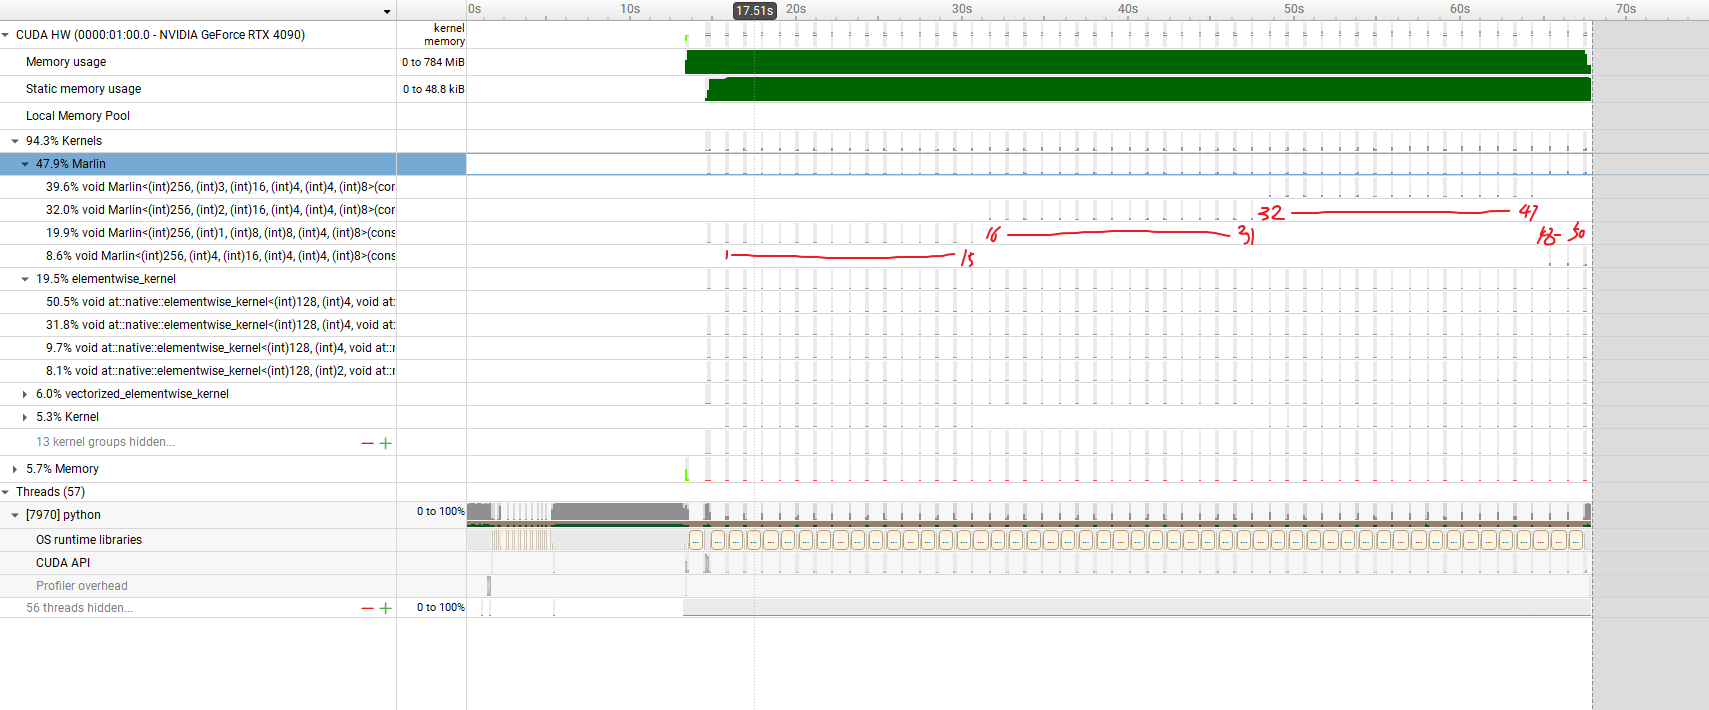 0s 10s 17.51s 20s 30s 40s 50s 60s 70s
CUDA HW (0000:01:00.0 - NVIDIA GeForce RTX 4090) kernel
memory
Memory usage 0 to 784 MiB
Static memory usage 0 to 48.8 kiB
Local Memory Pool
94.3% Kernels
47.9% Marlin
39.6% void Marlin<(int)256, (int)3, (int)16, (int)4, (int)4, (int)8>(cor
32.0% void Marlin<(int)256, (int)2, (int)16, (int)4, (int)4, (int)8>(cor
32 47
19.9% void Marlin<(int)256, (int)1, (int)8, (int)8, (int)4, (int)8>(cons
16 31 48- 50
8.6% void Marlin<(int)256, (int)4, (int)16, (int)4, (int)4, (int)8>(cons
1 15
19.5% elementwise_kernel
50.5% void at::native::elementwise_kernel<(int)128, (int)4, void at:
31.8% void at::native::elementwise_kernel<(int)128, (int)4, void at:
9.7% void at::native::elementwise_kernel<(int)128, (int)4, void at::r
8.1% void at::native::elementwise_kernel<(int)128, (int)2, void at::r
6.0% vectorized_elementwise_kernel
5.3% Kernel
13 kernel groups hidden... — +
5.7% Memory
Threads (57)
[7970] python 0 to 100%
OS runtime libraries ... ... ... ... ... ... ... ... ... ... ... ... ... ... ... ... ... ... ... ... ... ... ... ... ... ... ... ... ... ... ... ... ... ... ... ... ... ... ... ... ... ... ... ... ... ... ... ... ... ... ...
CUDA API
Profiler overhead
56 threads hidden... — + 0 to 100%